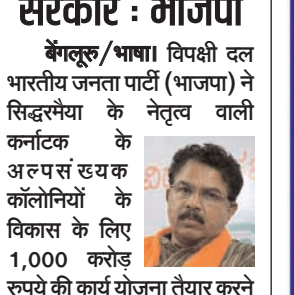 सरकार : भाजपा
बेंगलूरु/भाषा। विपक्षी दल
भारतीय जनता पार्टी (भाजपा) ने
सिद्धरमैया के नेतृत्व वाली
कर्नाटक के
अल्पसंख्यक
कॉलोनियों के
विकास के लिए
1,000 करोड़
रुपये की कार्य योजना तैयार करने